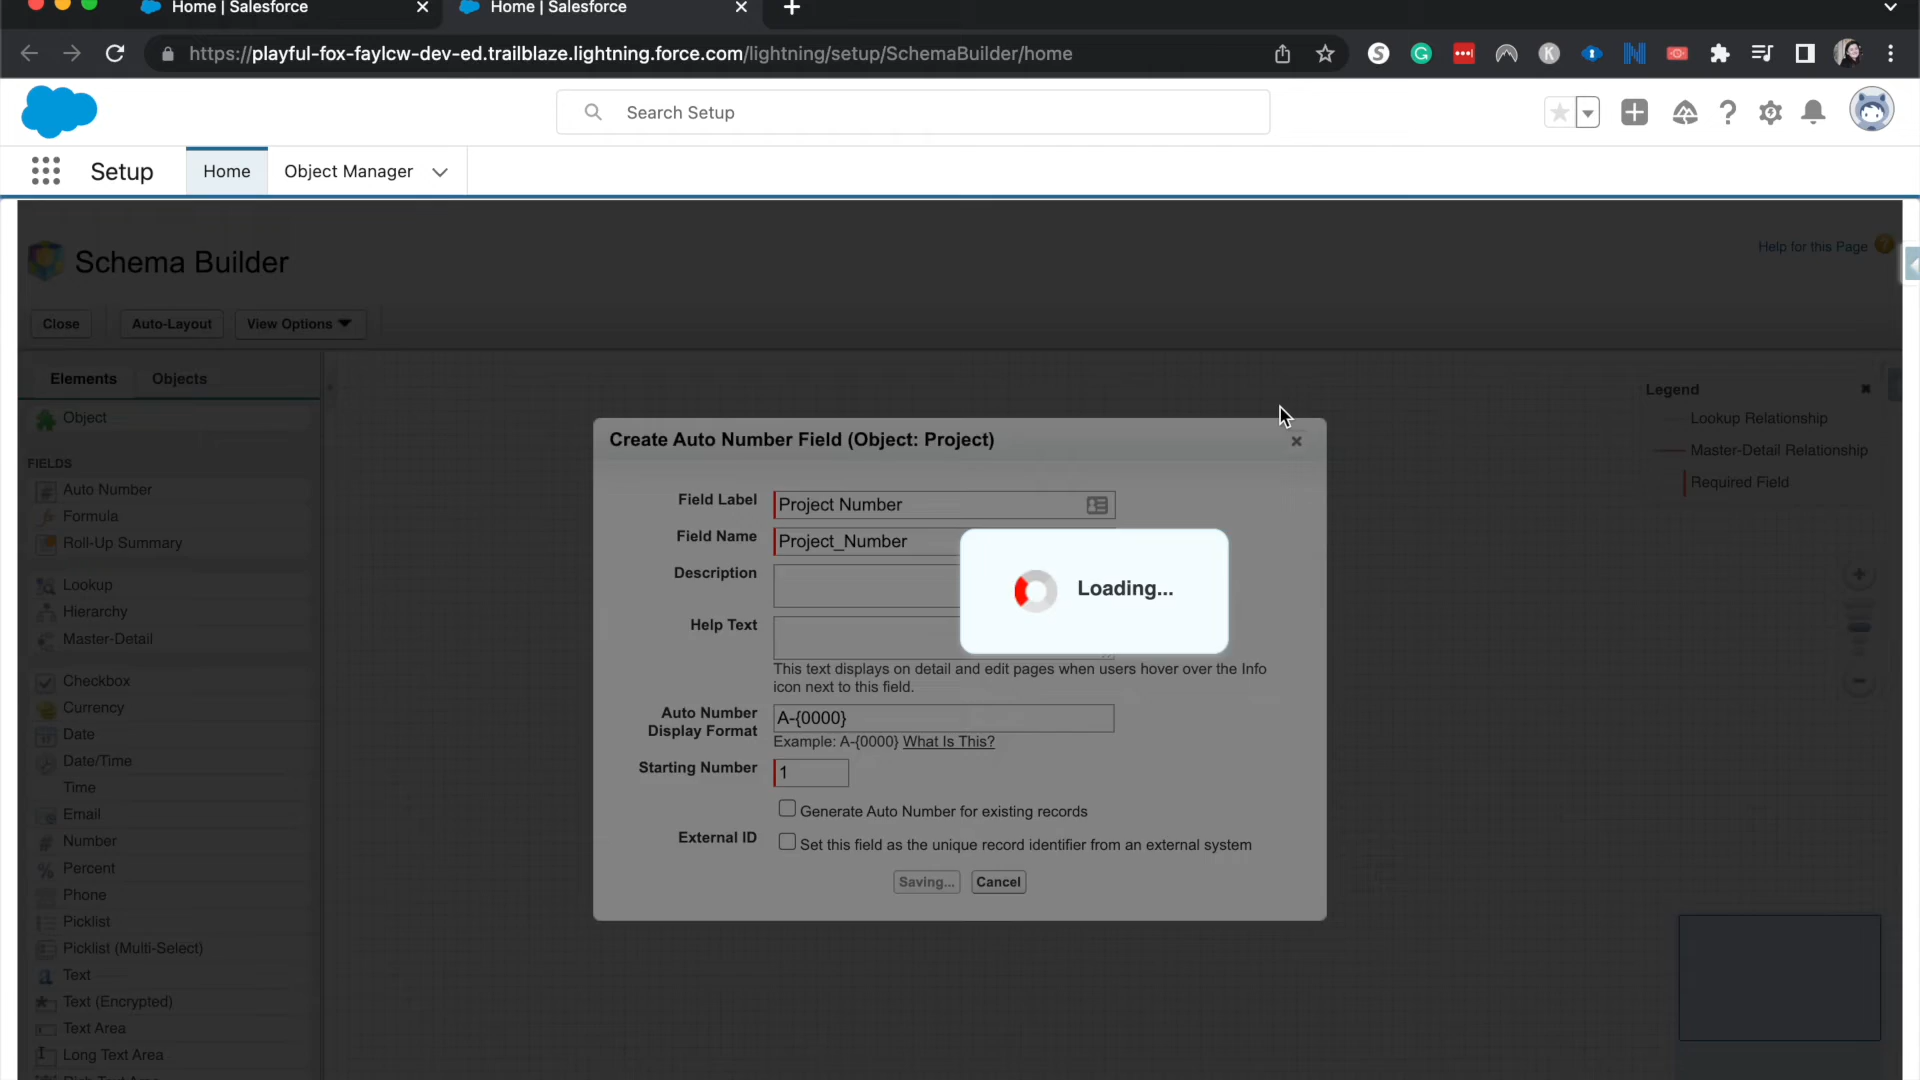 Home | Salesforce
Home | Salesforce
https://playful-fox-faylcw-dev-ed.trailblaze.lightning.force.com/lightning/setup/SchemaBuilder/home
Search Setup
Setup
Home
Object Manager
Schema Builder
Help for this Page
Close
Auto-Layout
View Options
Elements
Objects
Legend
Object
Lookup Relationship
Create Auto Number Field (Object: Project)
Master-Detail Relationship
FIELDS
Required Field
Auto Number
Field Label
Project Number
Formula
Field Name
Project_Number
Roll-Up Summary
Description
Lookup
Loading...
Hierarchy
Help Text
Master-Detail
This text displays on detail and edit pages when users hover over the Info
icon next to this field.
Checkbox
Currency
Auto Number
Display Format
A-{0000}
Date
Example: A-{0000} What Is This?
Date/Time
Starting Number
1
Time
Email
Generate Auto Number for existing records
Number
External ID
Set this field as the unique record identifier from an external system
Percent
Saving...
Cancel
Phone
Picklist
Picklist (Multi-Select)
Text
Text (Encrypted)
Text Area
Long Text Area